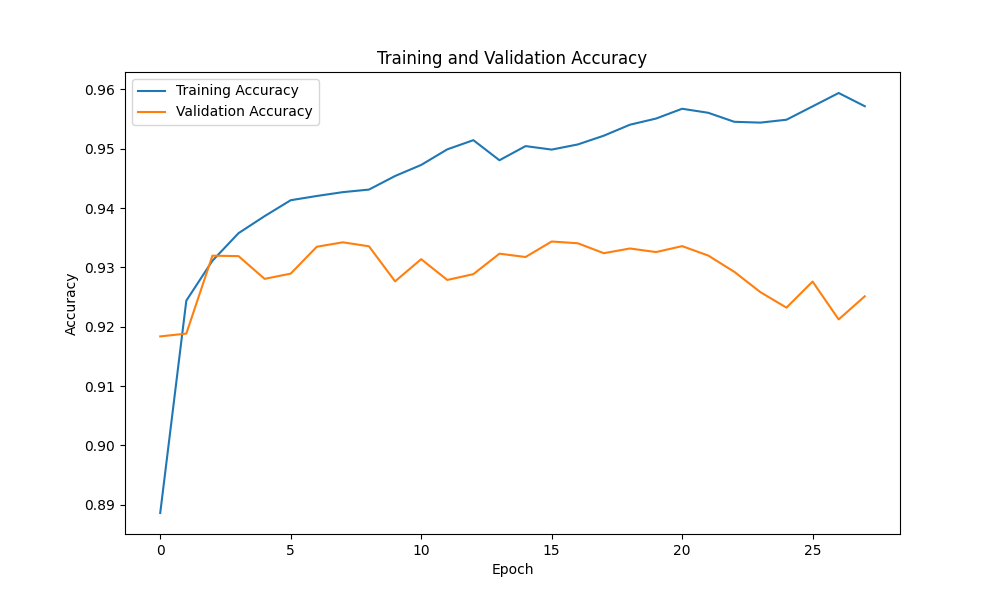 Training and Validation Accuracy
Training Accuracy
Validation Accuracy
0.96
0.95
0.94
0.93
0.92
0.91
0.90
0.89
Accuracy
0 5 10 15 20 25
Epoch